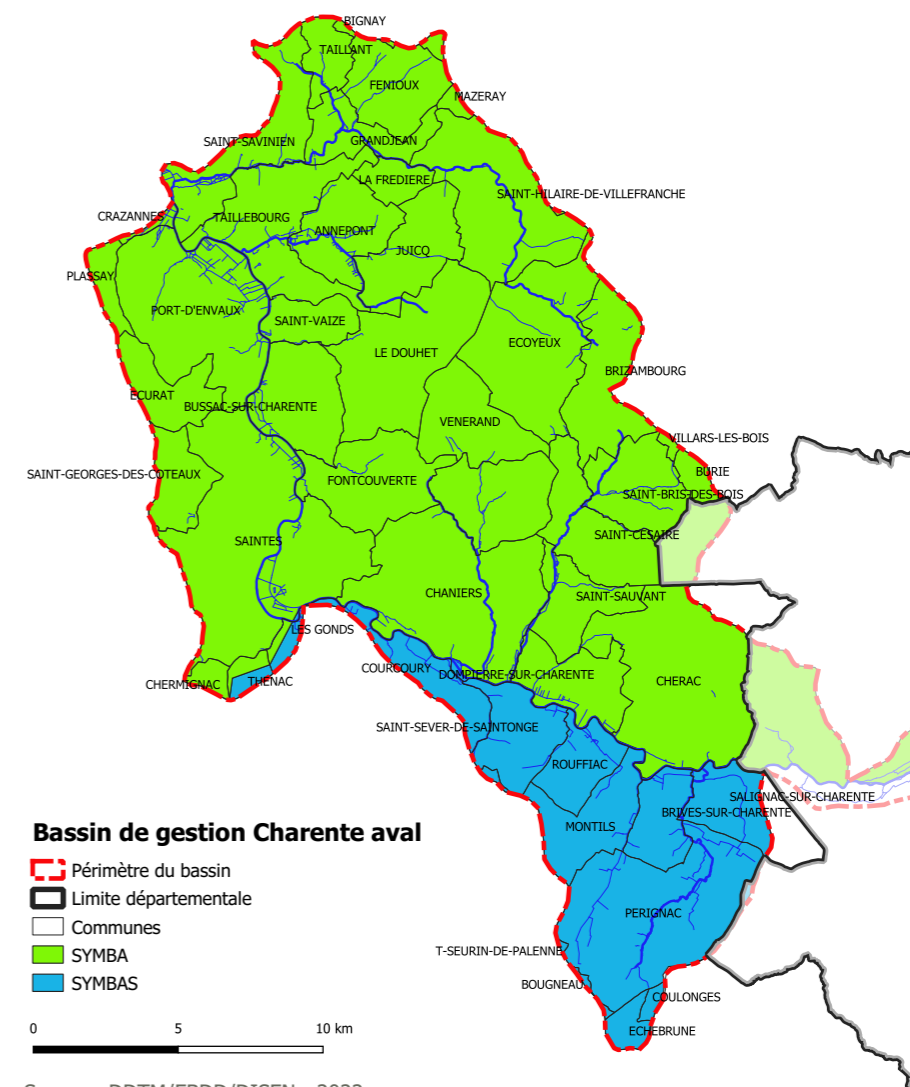 BIGNAY
TAILLANT
FENIOUX
MAZERAY
SAINT-SAVINIEN
GRANDJEAN
LA FREDIERE
SAINT-HILAIRE-DE-VILLEFRANCHE
CRAZANNES
TAILLEBOURG
ANNEPONT
JUICQ
PLASSAY
PORT-D'ENVAUX
SAINT-VAIZE
LE DOUHET
ECOYEUX
BRIZAMBOURG
ECURAT
BUSSAC-SUR-CHARENTE
VENERAND
VILLARS-LES-BOIS
BURIE
SAINT-GEORGES-DES-COTEAUX
FONTCOUVERTE
SAINT-BRIS-DES-BOIS
SAINTES
SAINT-CESAIRE
CHANIERS
SAINT-SAUVANT
LES GONDS
COURCOURY
DOMPIERRE-SUR-CHARENTE
CHERAC
CHERMIGNAC
THENAC
SAINT-SEVER-DE-SAINTONGE
ROUFFIAC
SALIGNAC-SUR-CHARENTE
BRIVES-SUR-CHARENTE
MONTILS
PERIGNAC
T-SEURIN-DE-PALENNE
BOUGNEAU
COULONGES
ECHEBRUNE
Bassin de gestion Charente aval
Périmètre du bassin
Limite départementale
Communes
SYMBA
SYMBAS
0 5 10 km